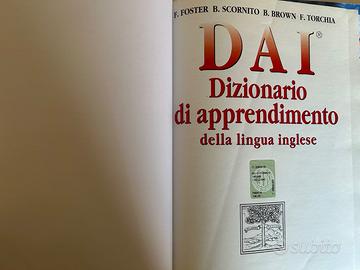 F. FOSTER B. SCORNITO B. BROWN F. TORCHIA
DAI®
Dizionario
di apprendimento
della lingua inglese
subito